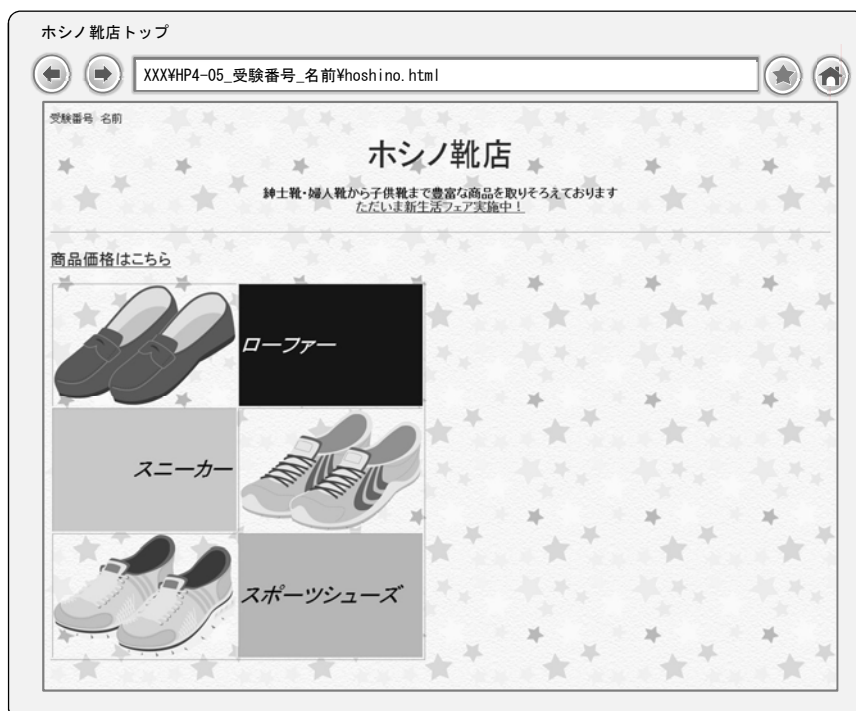 ホシノ靴店トップ
XXX¥HP4-05_受験番号_名前¥hoshino.html
受験番号 名前
ホシノ靴店
紳士靴・婦人靴から子供靴まで豊富な商品を取りそろえております
ただいま新生活フェア実施中！
商品価格はこちら
ローファー
スニーカー
スポーツシューズ